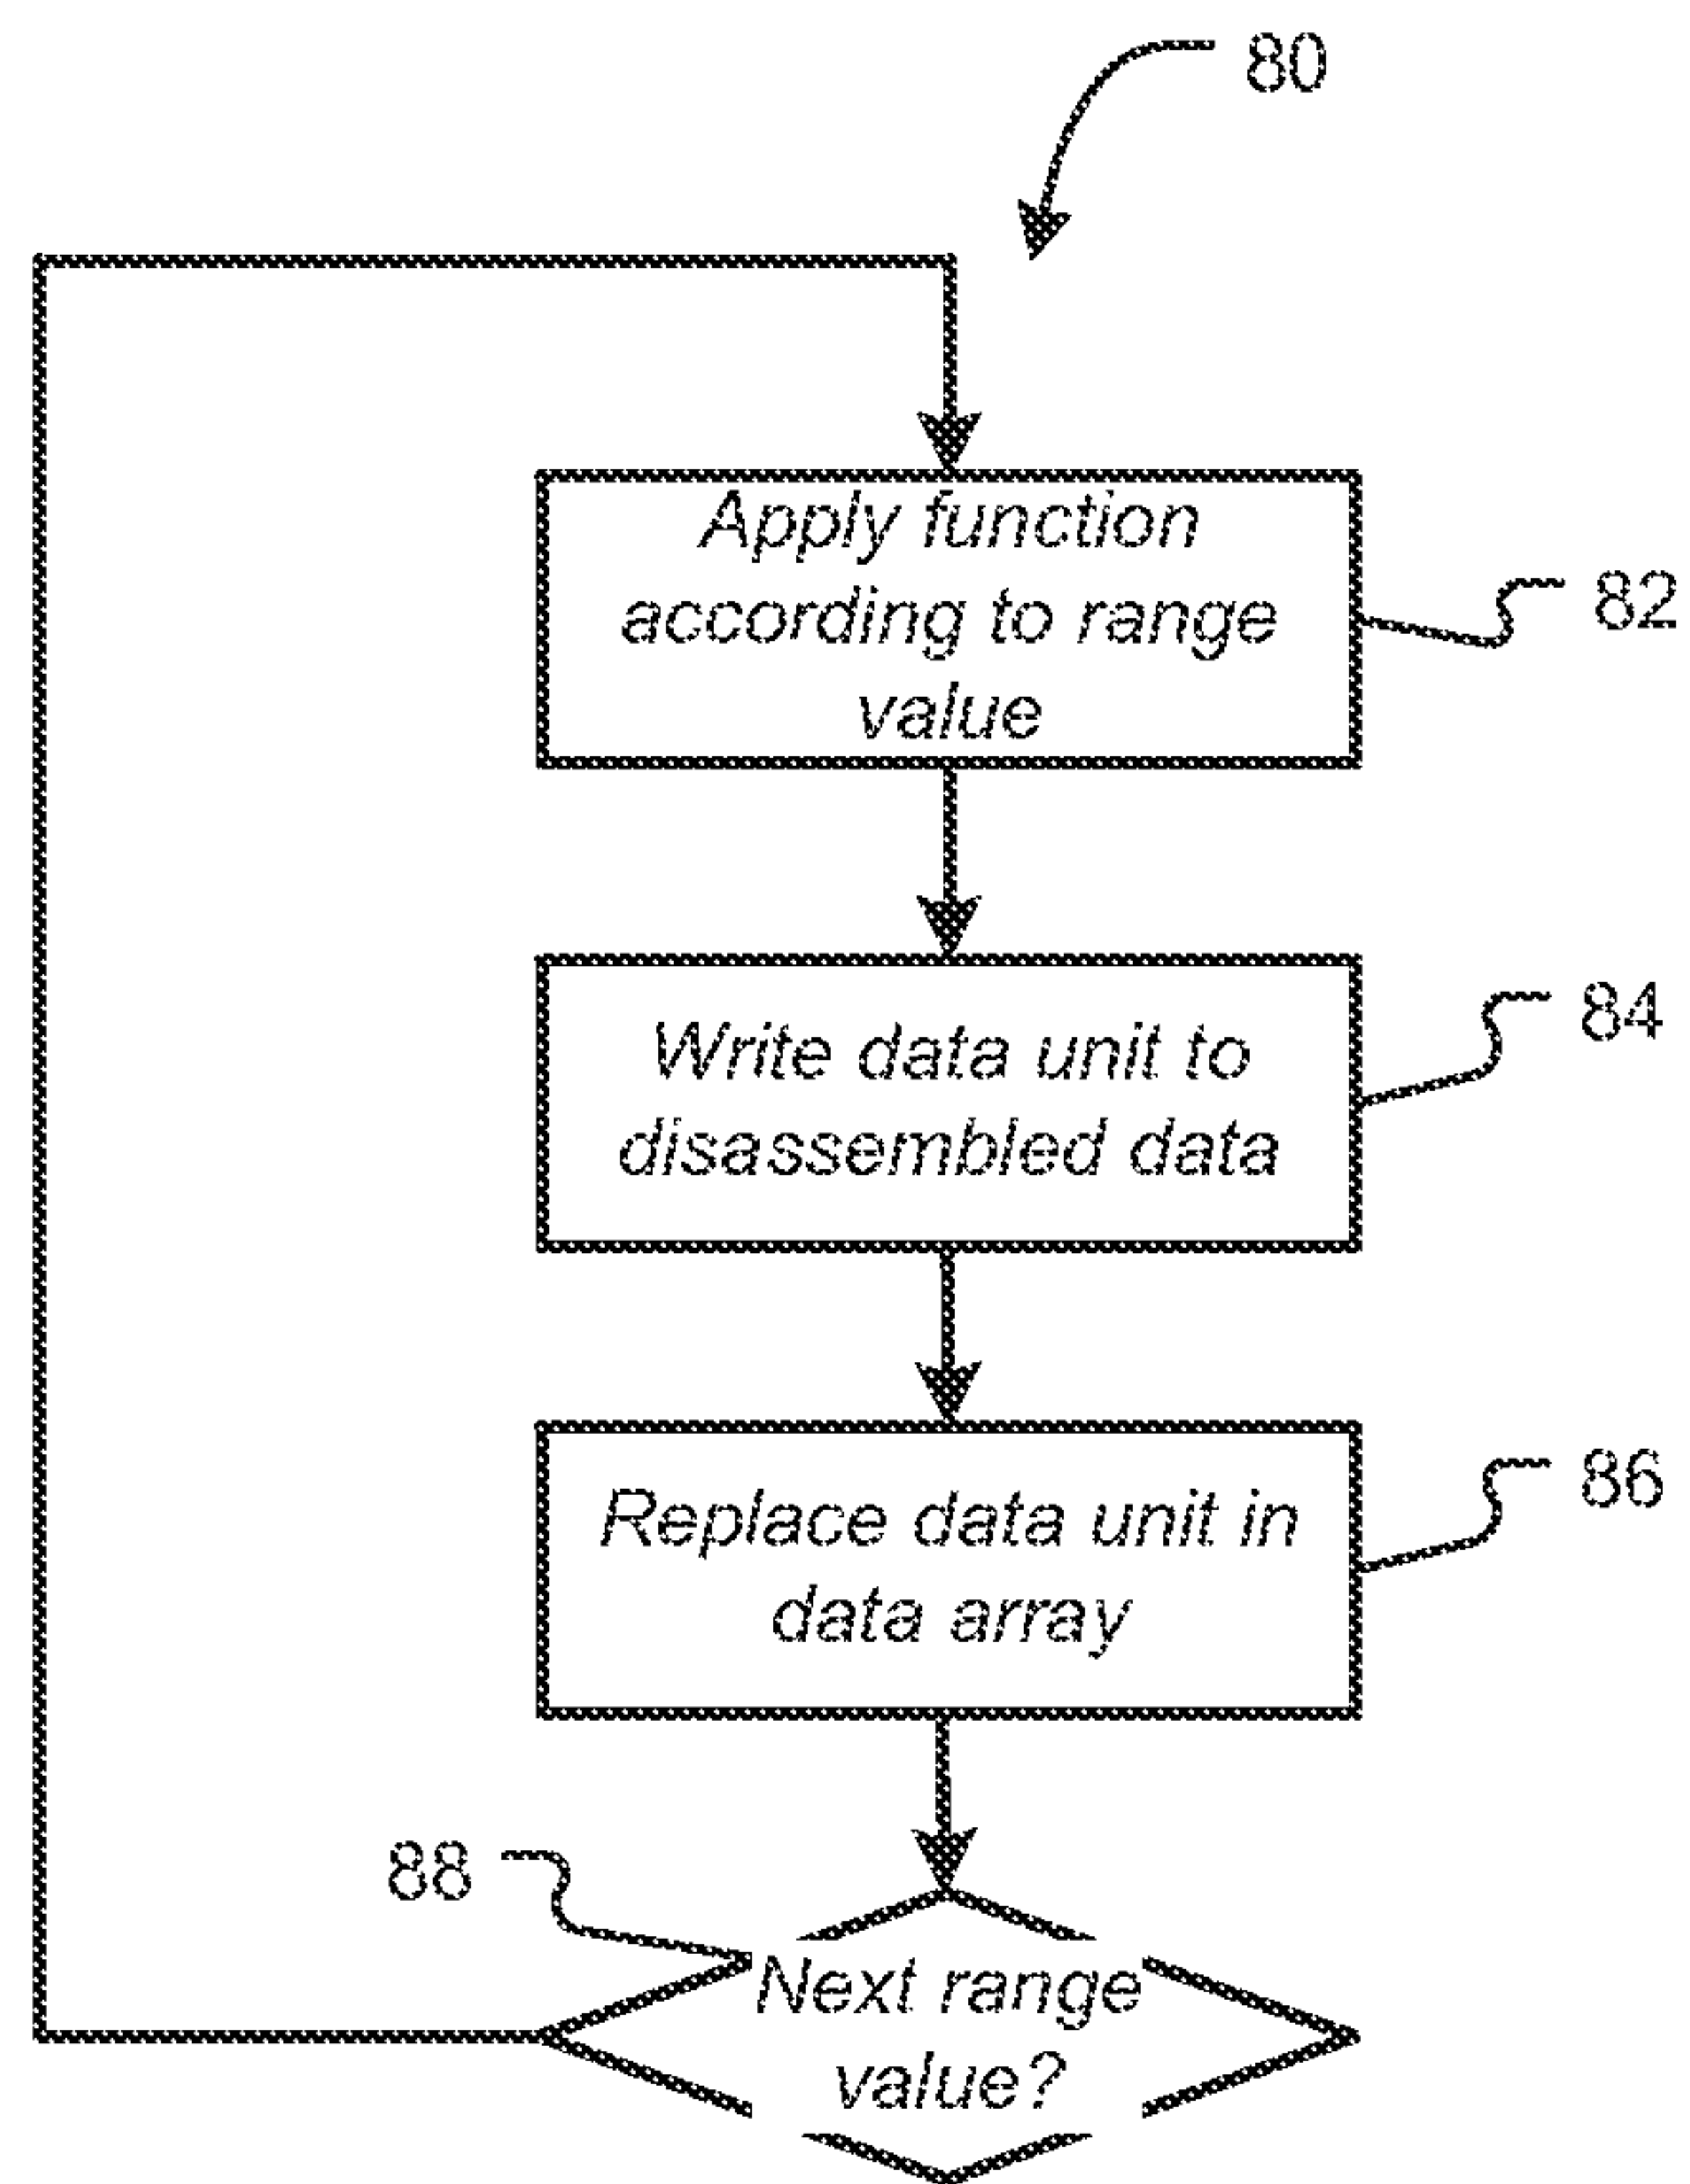 80
Apply function
according to range
value
82
Write data unit to
disassembled data
84
Replace data unit in
data array
86
88
Next range
value?